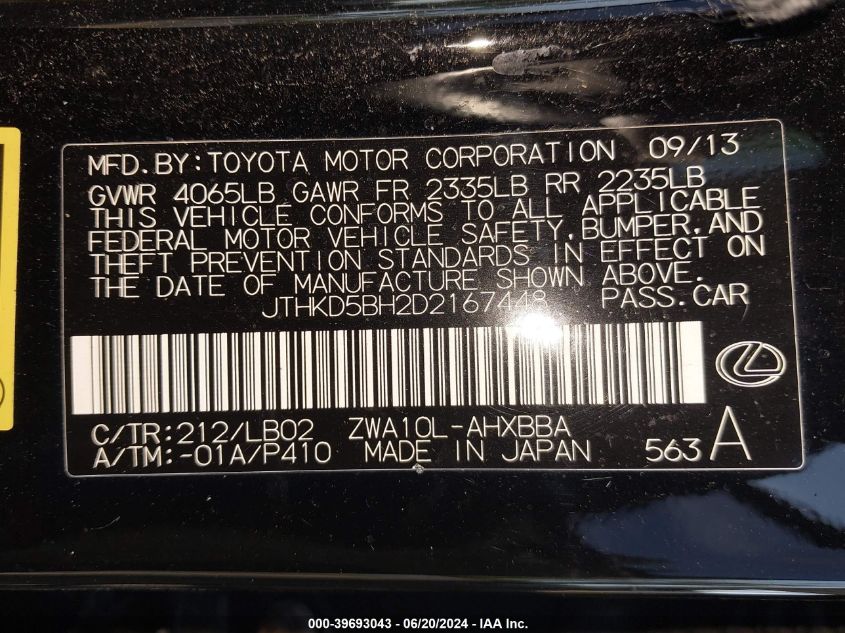 MFD.BY:TOYOTA MOTOR CORPORATION 09/13
GVWR 4065LB GAWR FR 2335LB RR 2235LB
THIS VEHICLE CONFORMS TO ALL APPLICABLE
FEDERAL MOTOR VEHICLE SAFETY,BUMPER,AND
THEFT PREVENTION STANDARDS IN EFFECT ON
THE DATE OF MANUFACTURE SHOWN ABOVE.
JTHKD5BH2D2167448 PASS.CAR
C/TR:212/LB02 ZWA10L-AHXBBA
A/TM:-01A/P410 MADE IN JAPAN 563 A
000-39693043 - 06/20/2024 - IAA Inc.